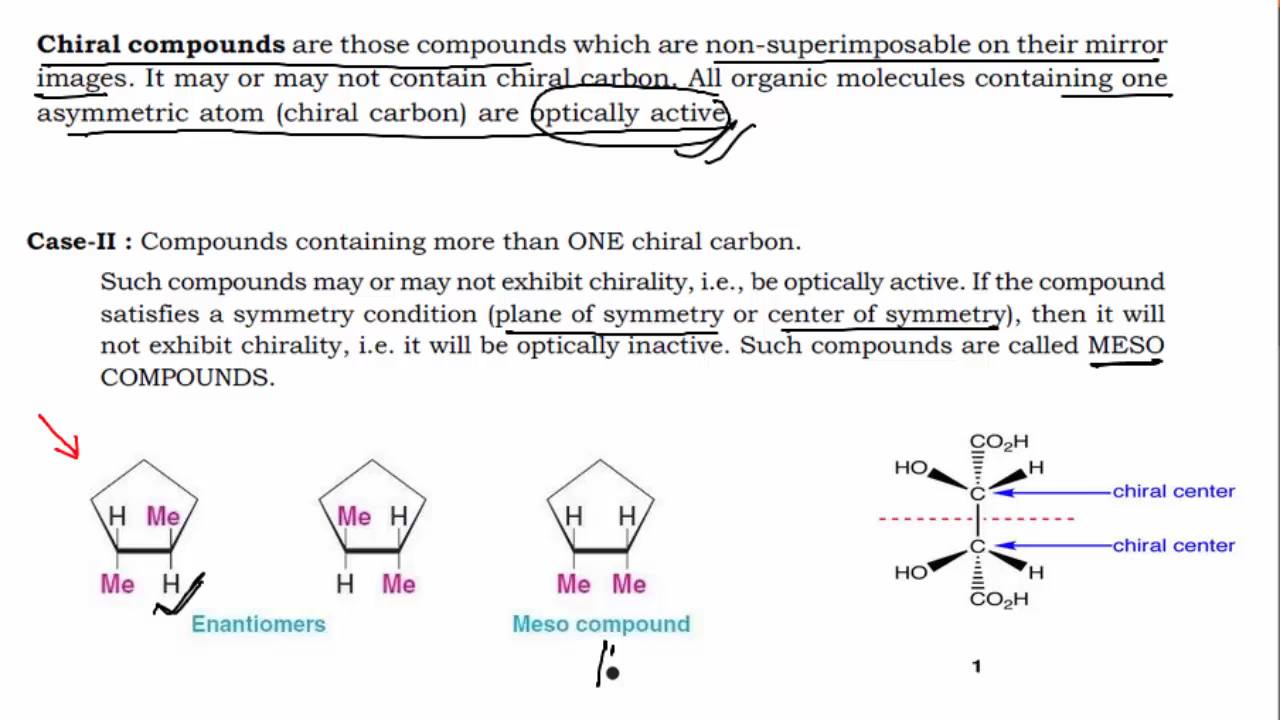 Chiral compounds are those compounds which are non-superimposable on their mirror
images. It may or may not contain chiral carbon. All organic molecules containing one
asymmetric atom (chiral carbon) are optically active
Case-II : Compounds containing more than ONE chiral carbon.
Such compounds may or may not exhibit chirality, i.e., be optically active. If the compound
satisfies a symmetry condition (plane of symmetry or center of symmetry), then it will
not exhibit chirality, i.e. it will be optically inactive. Such compounds are called MESO
COMPOUNDS.
H Me
Me H
Me H
H Me
Enantiomers
H H
Me Me
Meso compound
CO₂H
HO H
C chiral center
C chiral center
HO H
CO₂H
1